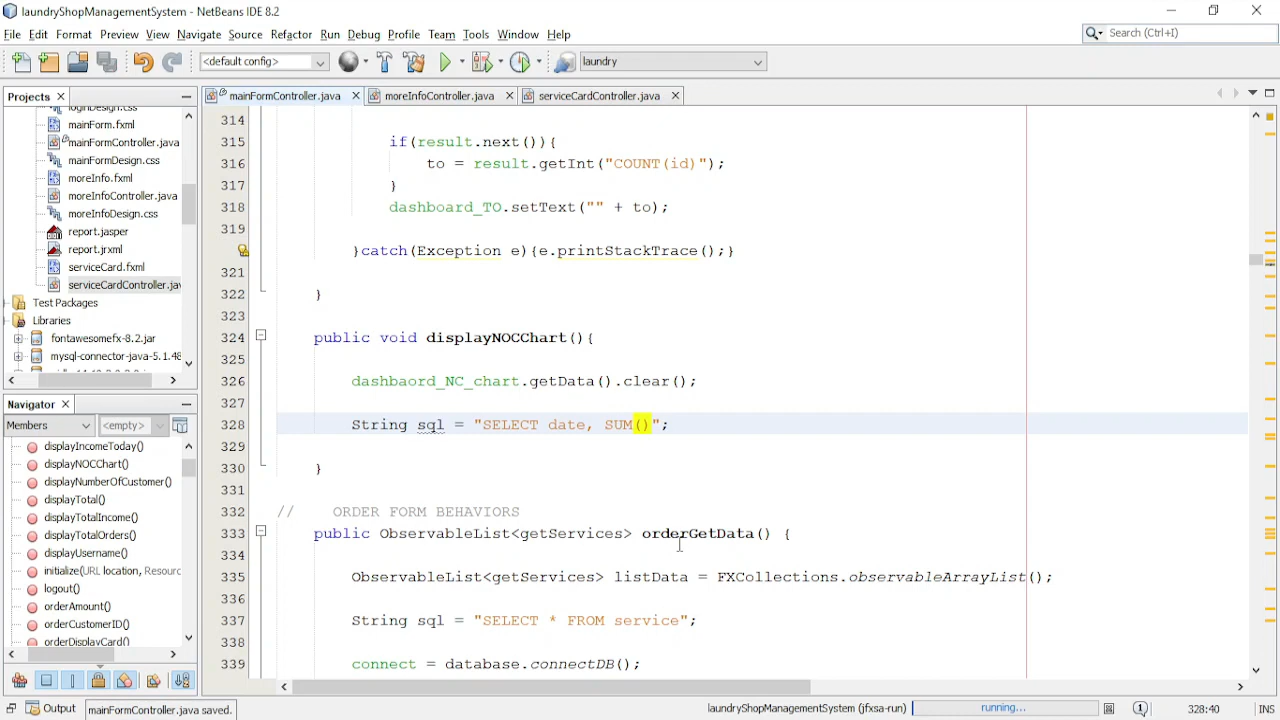 laundryShopManagementSystem - NetBeans IDE 8.2
File Edit Format Preview View Navigate Source Refactor Run Debug Profile Team Tools Window Help
Search (Ctrl+I)
<default config>
laundry
Projects
mainFormController.java
moreInfoController.java
serviceCardController.java
loginDesign.css
mainForm.fxml
mainFormController.java
mainFormDesign.css
moreInfo.fxml
moreInfoController.java
moreInfoDesign.css
report.jasper
report.jrxml
serviceCard.fxml
serviceCardController.jav
Test Packages
Libraries
fontawesomefx-8.2.jar
mysql-connector-java-5.1.48
Navigator
Members
<empty>
displayIncomeToday()
displayNOCChart()
displayNumberOfCustomer()
displayTotal()
displayTotalIncome()
displayTotalOrders()
displayUsername()
initialize(URL location, Resourc
logout()
orderAmount()
orderCustomerID()
orderDisplayCard()
314
315 if(result.next()){
316 to = result.getInt("COUNT(id)");
317 }
318 dashboard_TO.setText("" + to);
319
}catch(Exception e){e.printStackTrace();}
321
322 }
323
324 public void displayNOCChart(){
325
326 dashbaord_NC_chart.getData().clear();
327
328 String sql = "SELECT date, SUM()";
329
330 }
331
332 // ORDER FORM BEHAVIORS
333 public ObservableList<getServices> orderGetData() {
334
335 ObservableList<getServices> listData = FXCollections.observableArrayList();
336
337 String sql = "SELECT * FROM service";
338
339 connect = database.connectDB();
Output
mainFormController.java saved.
laundryShopManagementSystem (jfxsa-run)
running...
328:40
INS